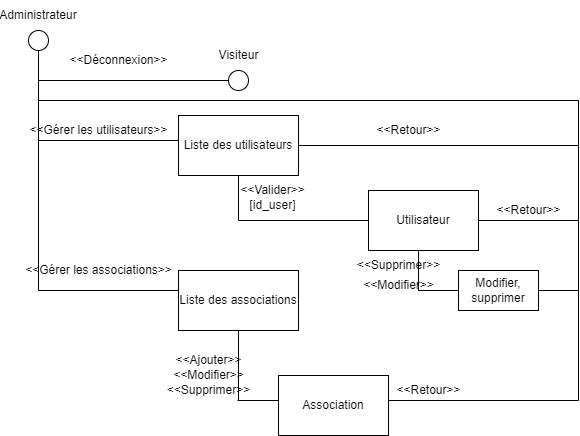 Administrateur
<<Déconnexion>>
Visiteur
<<Gérer les utilisateurs>>
Liste des utilisateurs
<<Retour>>
<<Valider>>
[id_user]
Utilisateur
<<Retour>>
<<Supprimer>>
<<Modifier>>
Modifier,
supprimer
<<Gérer les associations>>
Liste des associations
<<Ajouter>>
<<Modifier>>
<<Supprimer>>
Association
<<Retour>>